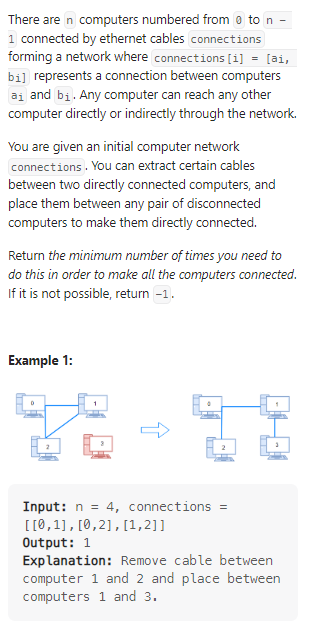 There are n computers numbered from 0 to n -
1 connected by ethernet cables connections
forming a network where connections[i] = [ai,
bi] represents a connection between computers
ai and bi. Any computer can reach any other
computer directly or indirectly through the network.
You are given an initial computer network
connections. You can extract certain cables
between two directly connected computers, and
place them between any pair of disconnected
computers to make them directly connected.
Return the minimum number of times you need to
do this in order to make all the computers connected.
If it is not possible, return -1.
Example 1:
0 1 0 1
2 3 2 3
Input: n = 4, connections =
[[0,1],[0,2],[1,2]]
Output: 1
Explanation: Remove cable between
computer 1 and 2 and place between
computers 1 and 3.